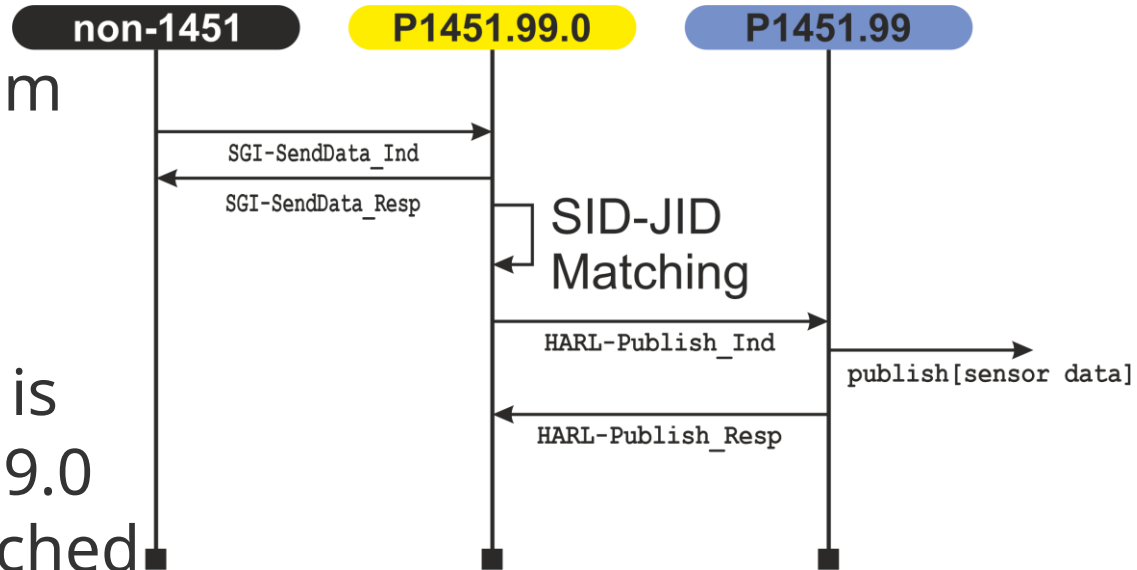 non-1451 P1451.99.0 P1451.99
m
SGI-SendData_Ind
SGI-SendData_Resp
SID-JID
Matching
HARL-Publish_Ind
publish[sensor data]
is
HARL-Publish_Resp
9.0
ched